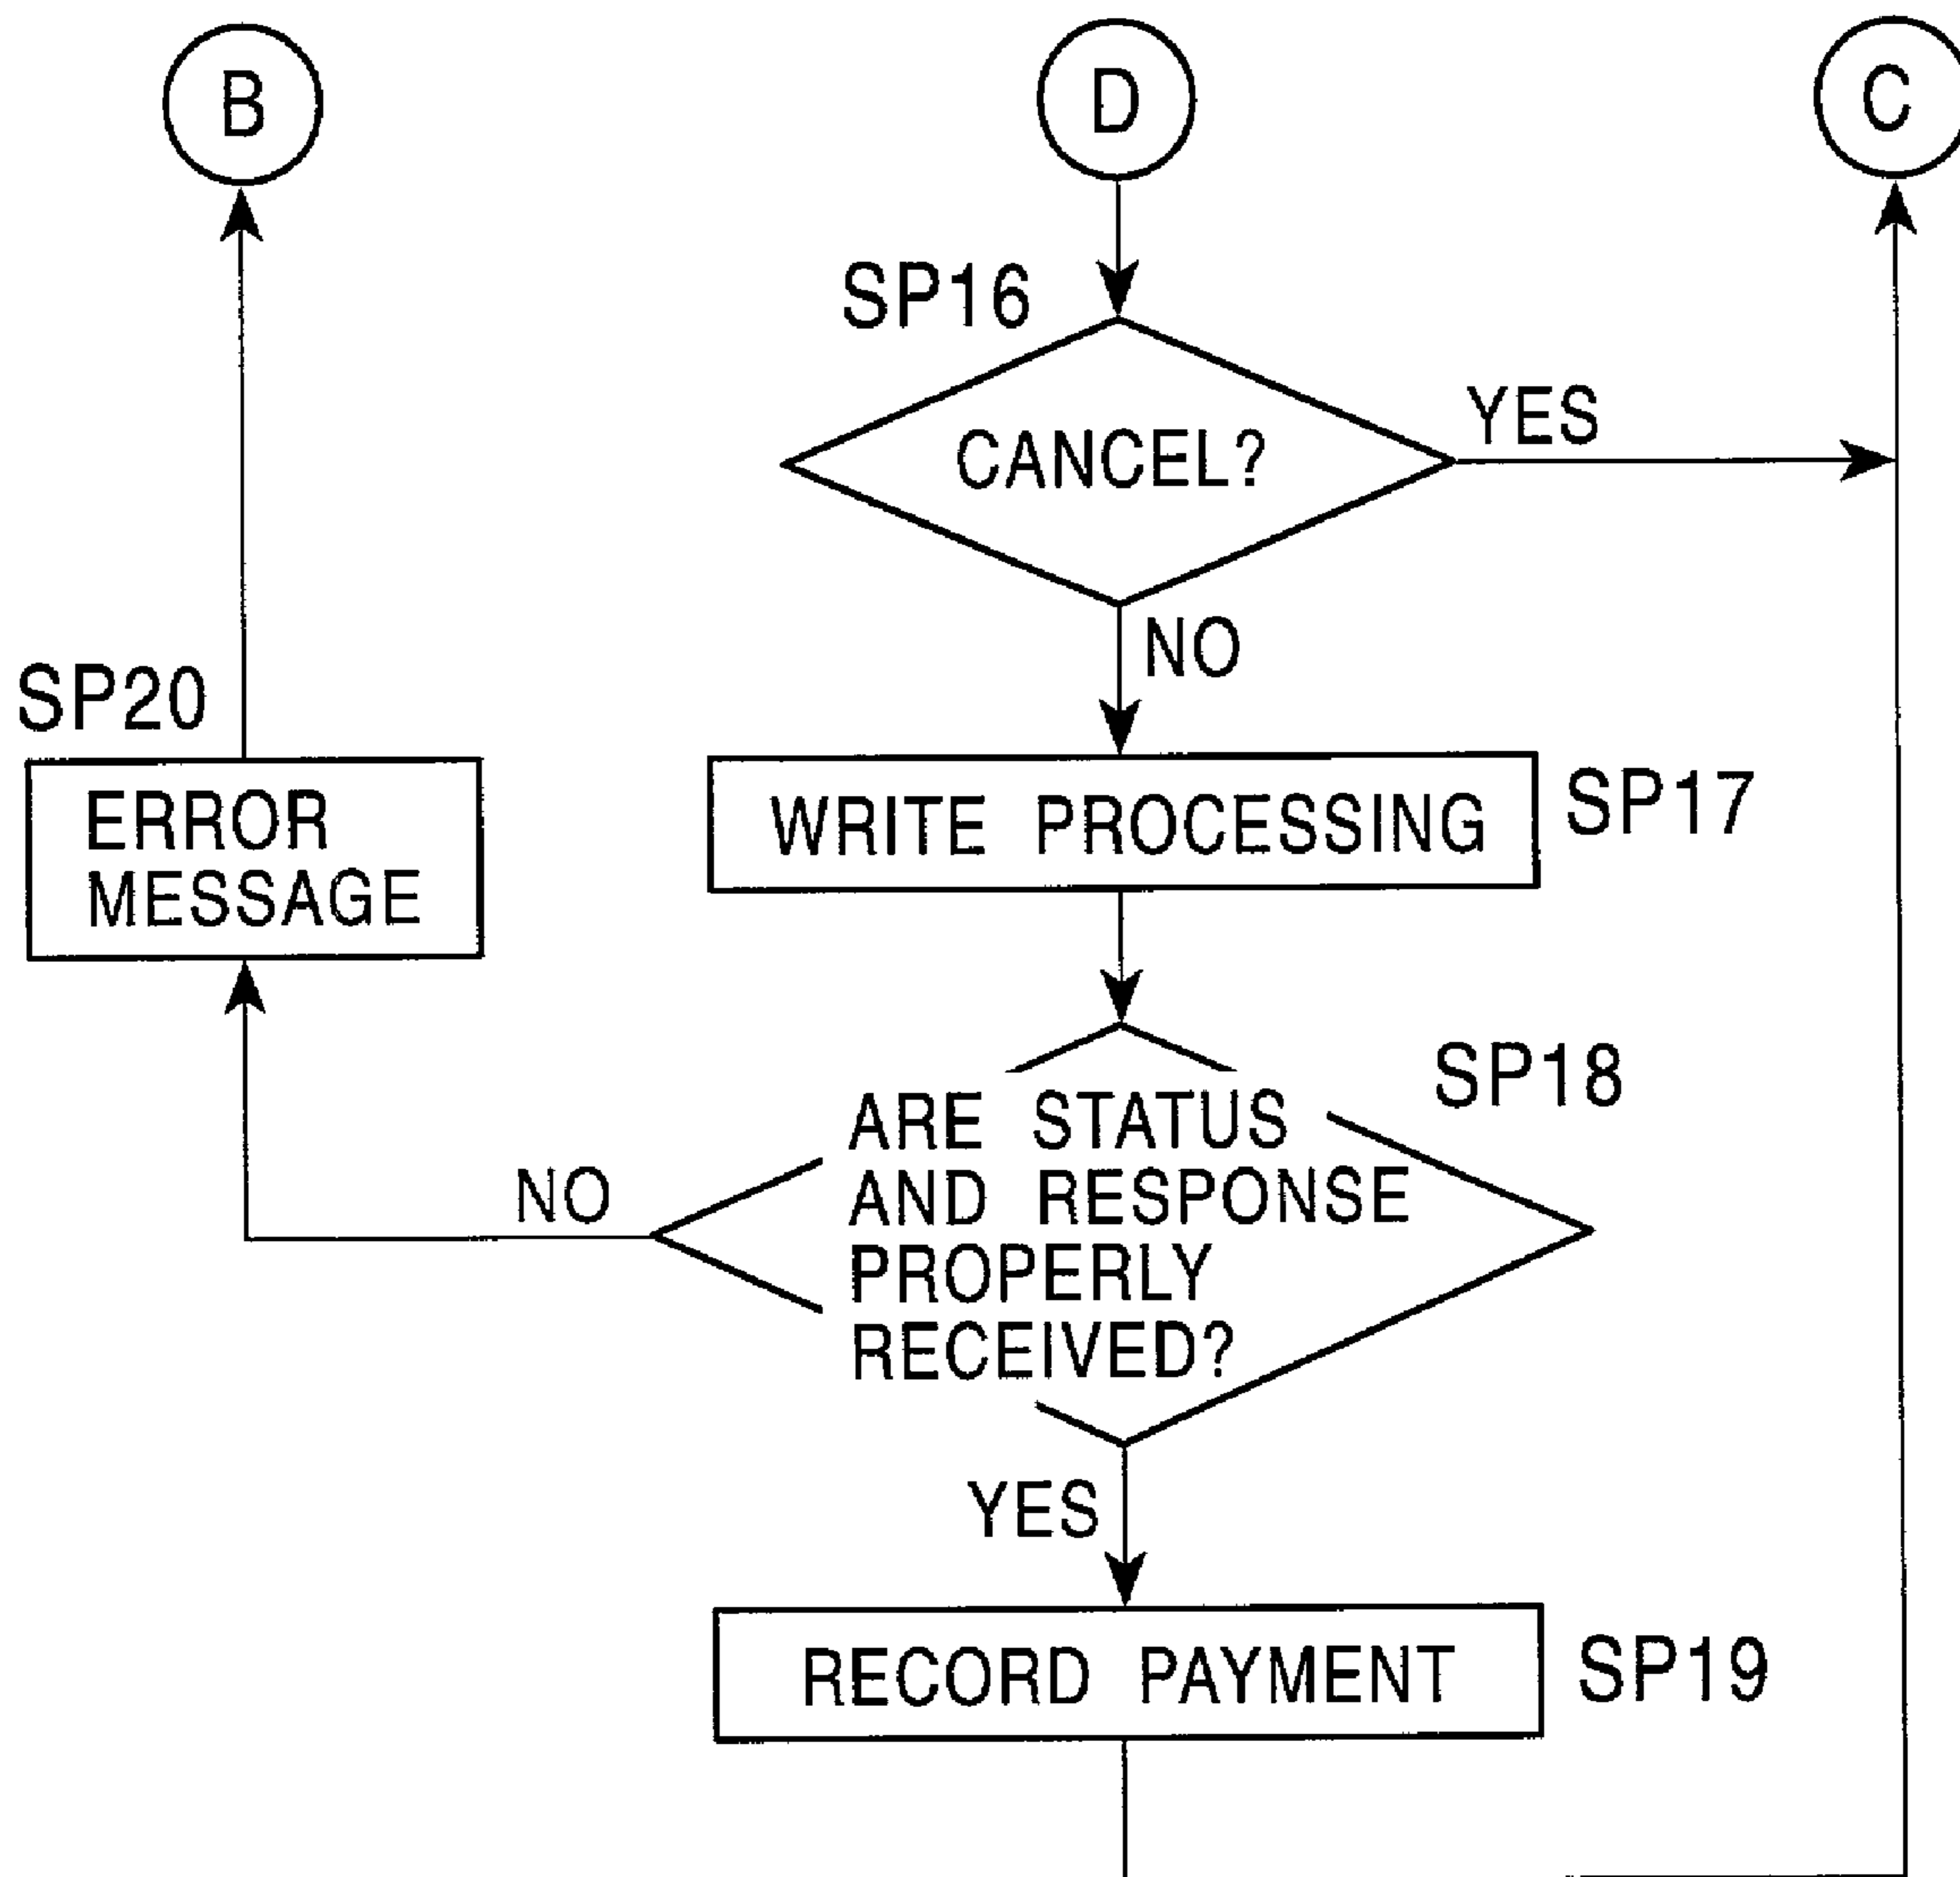 B
D
C
SP16
CANCEL?
YES
NO
SP20
ERROR
MESSAGE
WRITE PROCESSING
SP17
SP18
ARE STATUS
AND RESPONSE
PROPERLY
RECEIVED?
NO
YES
RECORD PAYMENT
SP19